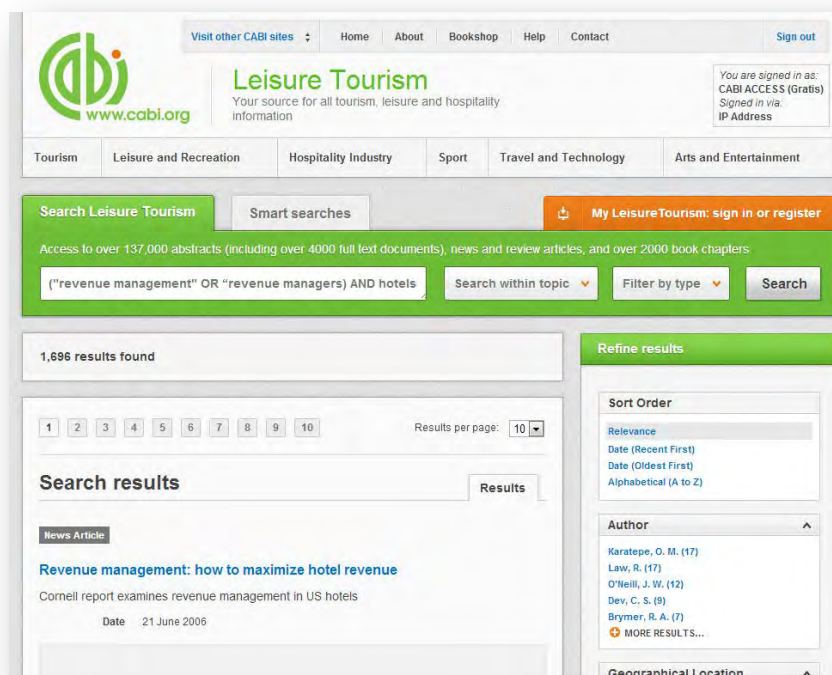 Visit other CABI sites Home About Bookshop Help Contact Sign out
cabi
www.cabi.org
Leisure Tourism
Your source for all tourism, leisure and hospitality
information
You are signed in as:
CABI ACCESS (Gratis)
Signed in via:
IP Address
Tourism Leisure and Recreation Hospitality Industry Sport Travel and Technology Arts and Entertainment
Search Leisure Tourism Smart searches My LeisureTourism: sign in or register
Access to over 137,000 abstracts (including over 4000 full text documents), news and review articles, and over 2000 book chapters
("revenue management" OR “revenue managers) AND hotels Search within topic Filter by type Search
1,696 results found
1 2 3 4 5 6 7 8 9 10 Results per page: 10
Search results Results
News Article
Revenue management: how to maximize hotel revenue
Cornell report examines revenue management in US hotels
Date 21 June 2006
Refine results
Sort Order
Relevance
Date (Recent First)
Date (Oldest First)
Alphabetical (A to Z)
Author
Karatepe, O. M. (17)
Law, R. (17)
O'Neill, J. W. (12)
Dev, C. S. (9)
Brymer, R. A. (7)
MORE RESULTS...
Geographical Location